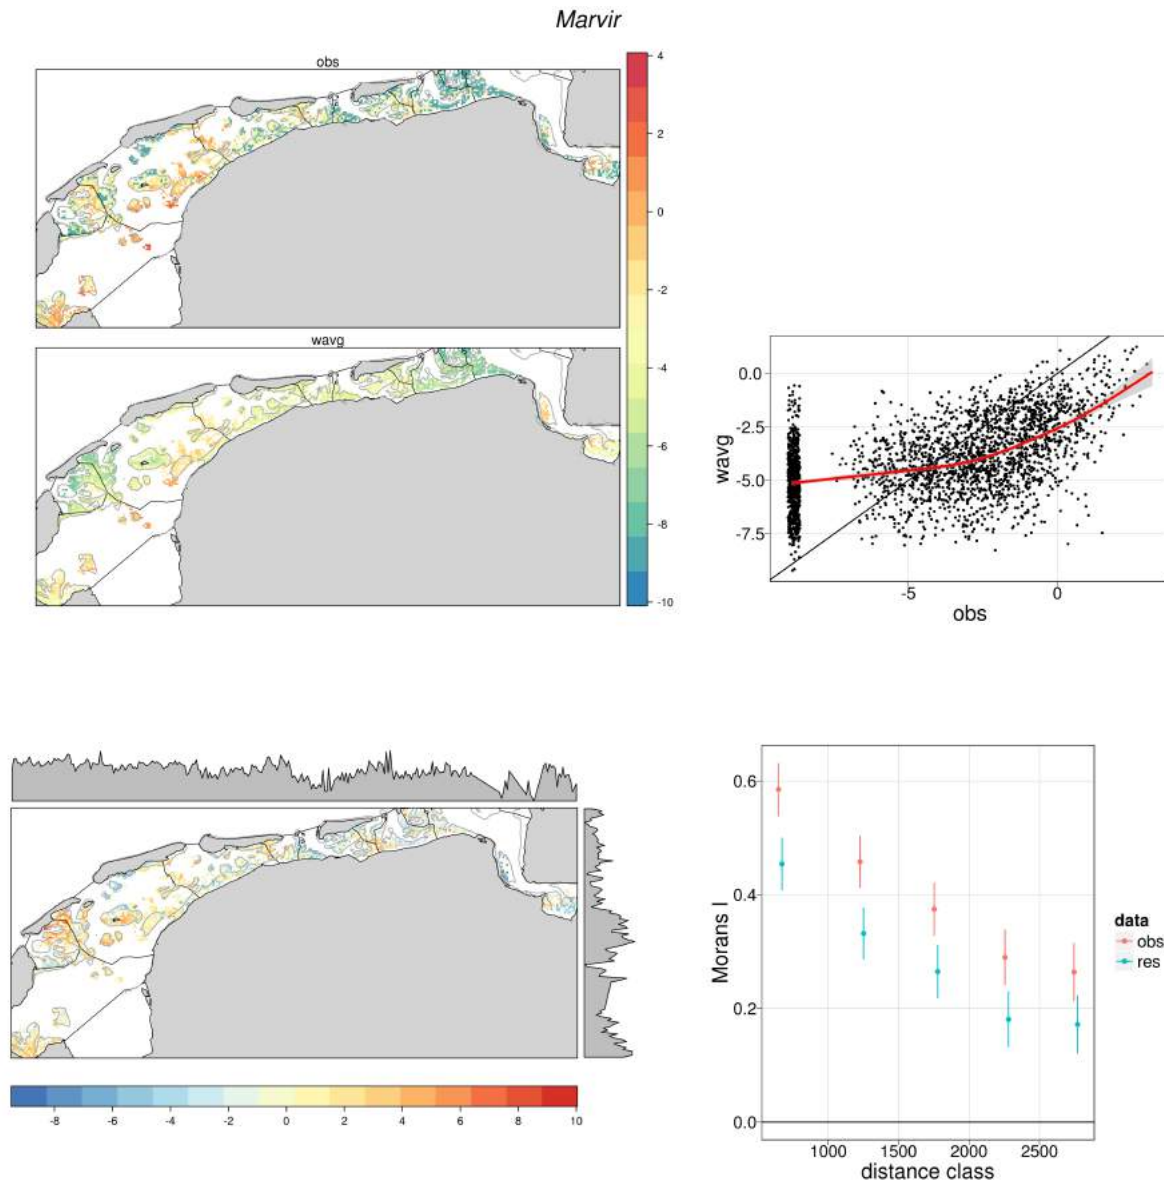 Marvir
obs
4
2
0
-2
-4
-6
-8
-10
wavg
0.0
-2.5
-5.0
-7.5
wavg
-5 0
obs
-8 -6 -4 -2 0 2 4 6 8 10
0.6
0.4
0.2
0.0
Morans I
1000 1500 2000 2500
distance class
data
obs
res